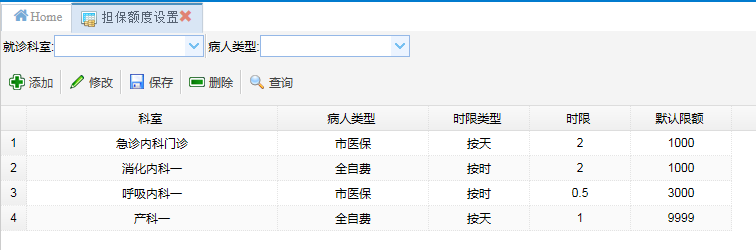 Home 担保额度设置
就诊科室: 病人类型:
添加 修改 保存 删除 查询
科室 病人类型 时限类型 时限 默认限额
1 急诊内科门诊 市医保 按天 2 1000
2 消化内科一 全自费 按时 2 1000
3 呼吸内科一 市医保 按时 0.5 3000
4 产科一 全自费 按天 1 9999